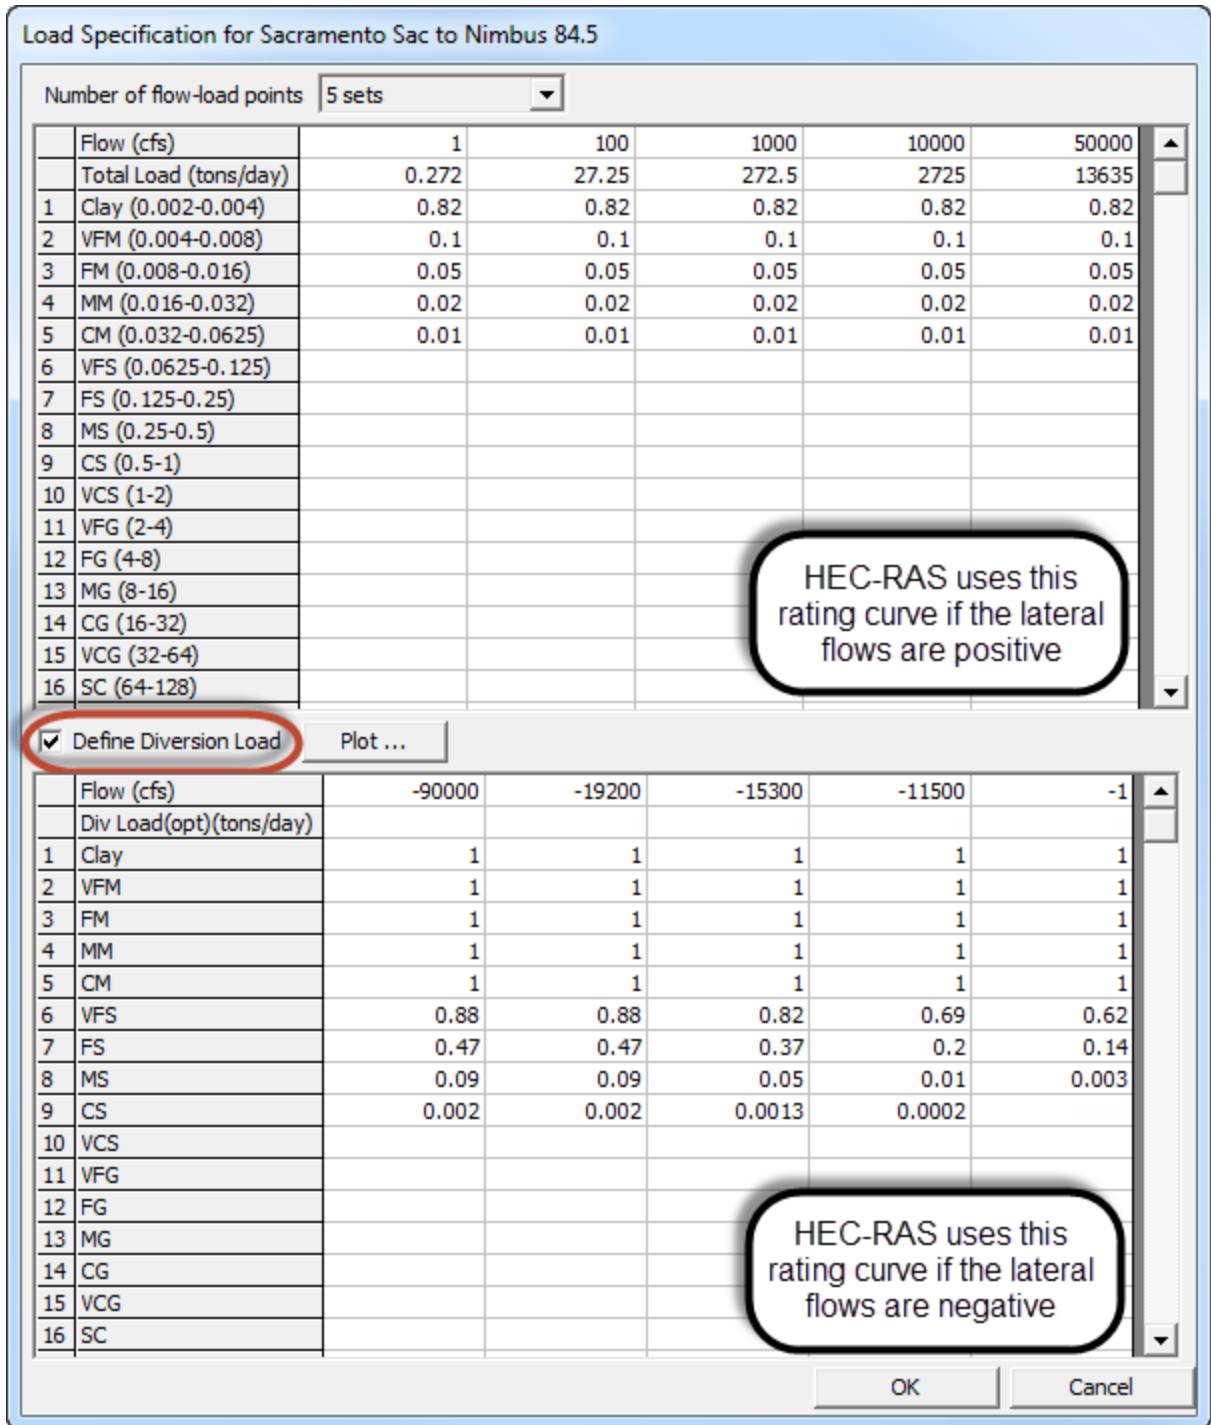 Load Specification for Sacramento Sac to Nimbus 84.5
Number of flow-load points 5 sets
Flow (cfs) 1 100 1000 10000 50000
Total Load (tons/day) 0.272 27.25 272.5 2725 13635
1 Clay (0.002-0.004) 0.82 0.82 0.82 0.82 0.82
2 VFM (0.004-0.008) 0.1 0.1 0.1 0.1 0.1
3 FM (0.008-0.016) 0.05 0.05 0.05 0.05 0.05
4 MM (0.016-0.032) 0.02 0.02 0.02 0.02 0.02
5 CM (0.032-0.0625) 0.01 0.01 0.01 0.01 0.01
6 VFS (0.0625-0.125)
7 FS (0.125-0.25)
8 MS (0.25-0.5)
9 CS (0.5-1)
10 VCS (1-2)
11 VFG (2-4)
12 FG (4-8)
13 MG (8-16)
14 CG (16-32)
15 VCG (32-64)
16 SC (64-128)
HEC-RAS uses this
rating curve if the lateral
flows are positive
Define Diversion Load Plot ...
Flow (cfs) -90000 -19200 -15300 -11500 -1
Div Load(opt)(tons/day)
1 Clay 1 1 1 1 1
2 VFM 1 1 1 1 1
3 FM 1 1 1 1 1
4 MM 1 1 1 1 1
5 CM 1 1 1 1 1
6 VFS 0.88 0.88 0.82 0.69 0.62
7 FS 0.47 0.47 0.37 0.2 0.14
8 MS 0.09 0.09 0.05 0.01 0.003
9 CS 0.002 0.002 0.0013 0.0002
10 VCS
11 VFG
12 FG
13 MG
14 CG
15 VCG
16 SC
HEC-RAS uses this
rating curve if the lateral
flows are negative
OK Cancel